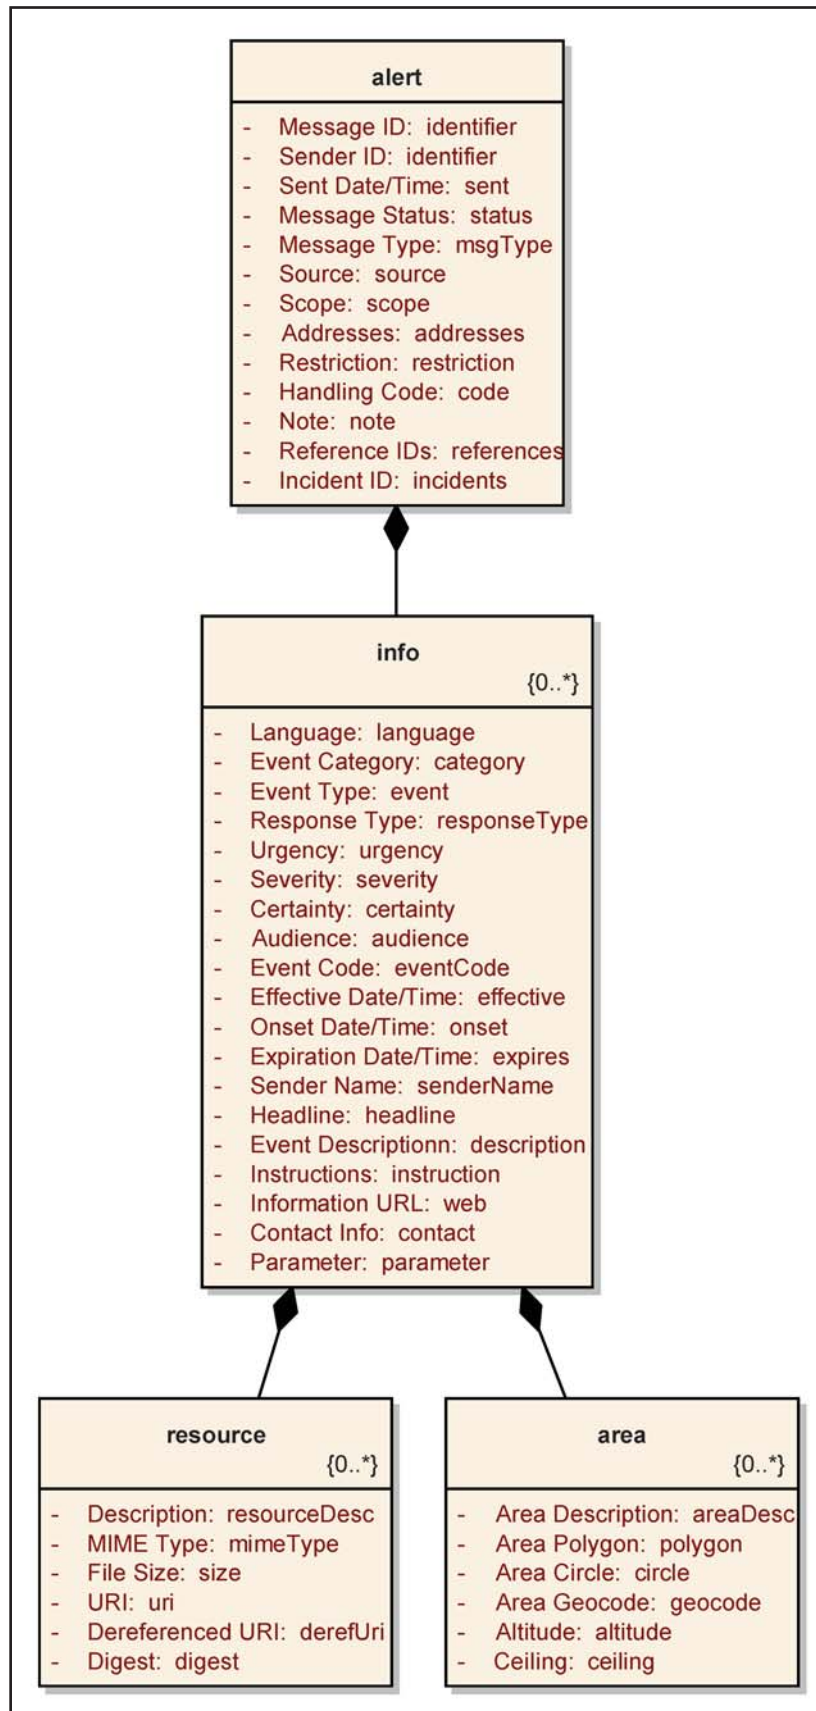 alert
- Message ID: identifier
- Sender ID: identifier
- Sent Date/Time: sent
- Message Status: status
- Message Type: msgType
- Source: source
- Scope: scope
- Addresses: addresses
- Restriction: restriction
- Handling Code: code
- Note: note
- Reference IDs: references
- Incident ID: incidents
info
{0..*}
- Language: language
- Event Category: category
- Event Type: event
- Response Type: responseType
- Urgency: urgency
- Severity: severity
- Certainty: certainty
- Audience: audience
- Event Code: eventCode
- Effective Date/Time: effective
- Onset Date/Time: onset
- Expiration Date/Time: expires
- Sender Name: senderName
- Headline: headline
- Event Descriptionn: description
- Instructions: instruction
- Information URL: web
- Contact Info: contact
- Parameter: parameter
resource
{0..*}
- Description: resourceDesc
- MIME Type: mimeType
- File Size: size
- URI: uri
- Dereferenced URI: derefUri
- Digest: digest
area
{0..*}
- Area Description: areaDesc
- Area Polygon: polygon
- Area Circle: circle
- Area Geocode: geocode
- Altitude: altitude
- Ceiling: ceiling